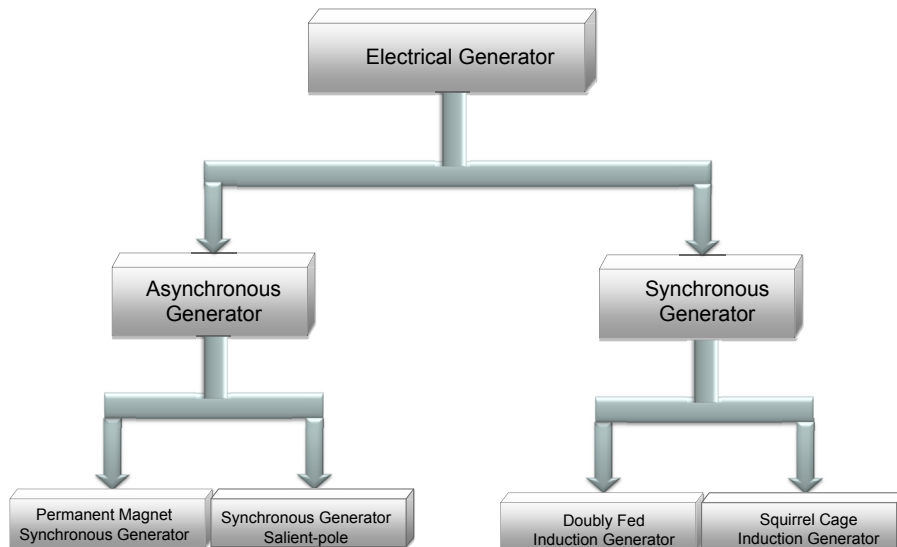 Electrical Generator
Asynchronous
Generator
Synchronous
Generator
Permanent Magnet
Synchronous Generator
Synchronous Generator
Salient-pole
Doubly Fed
Induction Generator
Squirrel Cage
Induction Generator